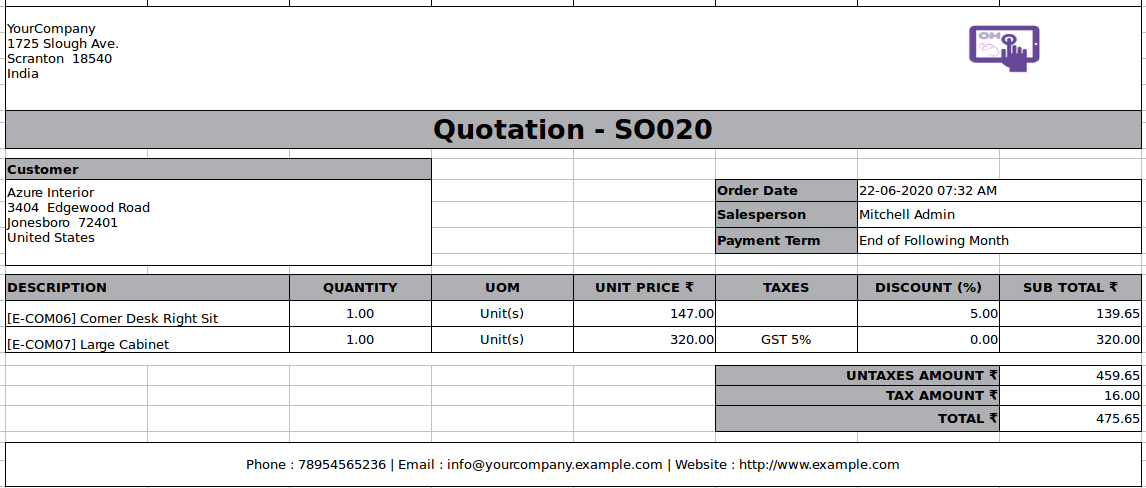 YourCompany
1725 Slough Ave.
Scranton 18540
India
OM
Quotation - SO020
Customer
Azure Interior
3404 Edgewood Road
Jonesboro 72401
United States
Order Date 22-06-2020 07:32 AM
Salesperson Mitchell Admin
Payment Term End of Following Month
DESCRIPTION QUANTITY UOM UNIT PRICE ₹ TAXES DISCOUNT (%) SUB TOTAL ₹
[E-COM06] Corner Desk Right Sit 1.00 Unit(s) 147.00 5.00 139.65
[E-COM07] Large Cabinet 1.00 Unit(s) 320.00 GST 5% 0.00 320.00
UNTAXES AMOUNT ₹ 459.65
TAX AMOUNT ₹ 16.00
TOTAL ₹ 475.65
Phone : 78954565236 | Email : info@yourcompany.example.com | Website : http://www.example.com